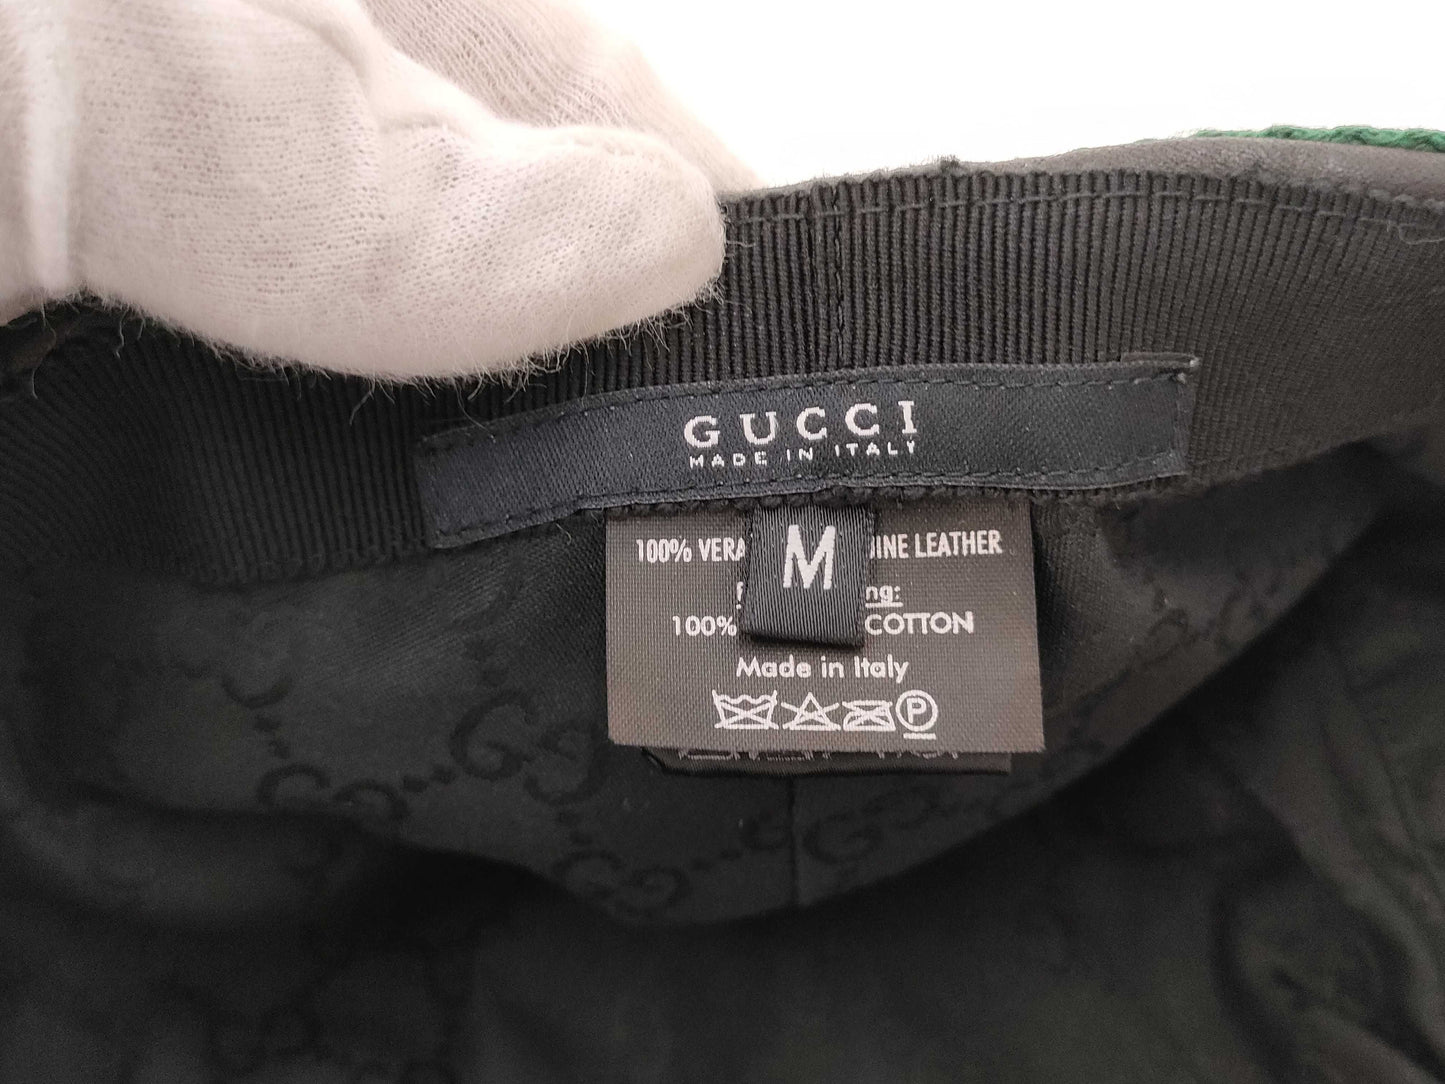 GUCCI
MADE IN ITALY
M
100% VERA INE LEATHER
ng:
100% COTTON
Made in Italy
P